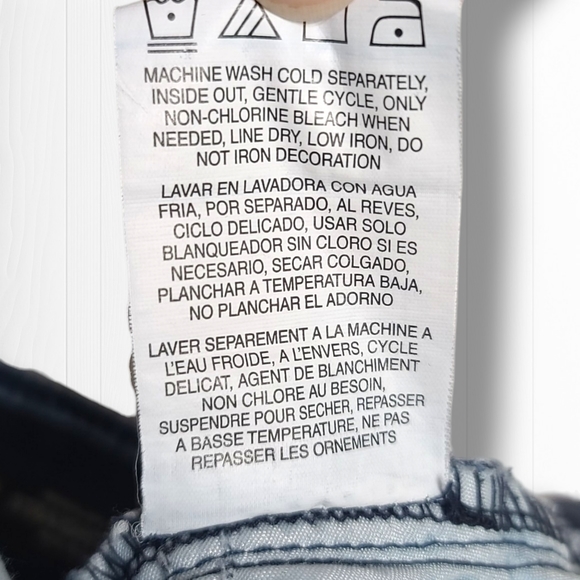 MACHINE WASH COLD SEPARATELY,
INSIDE OUT, GENTLE CYCLE, ONLY
NON-CHLORINE BLEACH WHEN
NEEDED, LINE DRY, LOW IRON, DO
NOT IRON DECORATION
LAVAR EN LAVADORA CON AGUA
FRIA, POR SEPARADO, AL REVES,
CICLO DELICADO, USAR SOLO
BLANQUEADOR SIN CLORO SI ES
NECESARIO, SECAR COLGADO,
PLANCHAR A TEMPERATURA BAJA,
NO PLANCHAR EL ADORNO
LAVER SEPAREMENT A LA MACHINE A
L'EAU FROIDE, A L'ENVERS, CYCLE
DELICAT, AGENT DE BLANCHIMENT
NON CHLORE AU BESOIN,
SUSPENDRE POUR SECHER, REPASSER
A BASSE TEMPERATURE, NE PAS
REPASSER LES ORNEMENTS